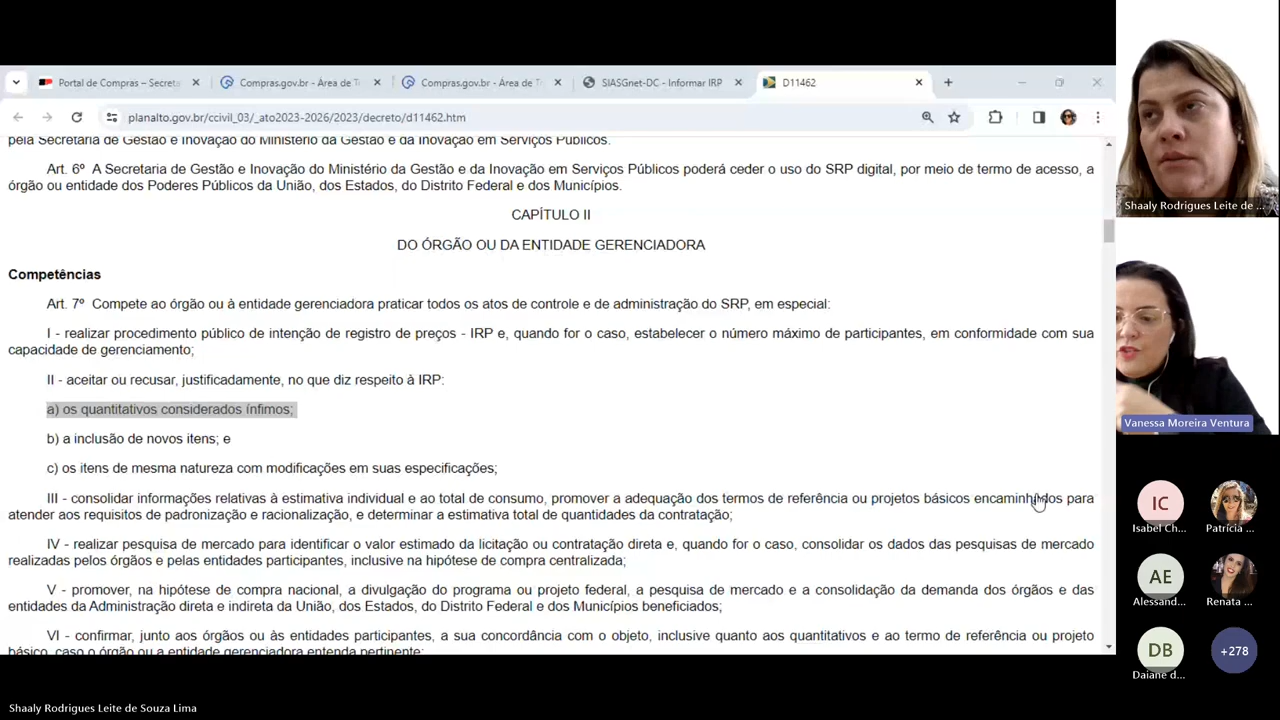 Portal de Compras – Secreta
Compras.gov.br - Área de T
Compras.gov.br - Área de T
SIASGnet-DC - Informar IRP
D11462
planalto.gov.br/ccivil_03/_ato2023-2026/2023/decreto/d11462.htm
pela Secretaria de Gestão e Inovação do Ministério da Gestão e da Inovação em Serviços Públicos.
Art. 6º A Secretaria de Gestão e Inovação do Ministério da Gestão e da Inovação em Serviços Públicos poderá ceder o uso do SRP digital, por meio de termo de acesso, a
órgão ou entidade dos Poderes Públicos da União, dos Estados, do Distrito Federal e dos Municípios.
CAPÍTULO II
DO ÓRGÃO OU DA ENTIDADE GERENCIADORA
Competências
Art. 7º Compete ao órgão ou à entidade gerenciadora praticar todos os atos de controle e de administração do SRP, em especial:
I - realizar procedimento público de intenção de registro de preços - IRP e, quando for o caso, estabelecer o número máximo de participantes, em conformidade com sua
capacidade de gerenciamento;
II - aceitar ou recusar, justificadamente, no que diz respeito à IRP:
a) os quantitativos considerados ínfimos;
b) a inclusão de novos itens; e
c) os itens de mesma natureza com modificações em suas especificações;
III - consolidar informações relativas à estimativa individual e ao total de consumo, promover a adequação dos termos de referência ou projetos básicos encaminhados para
atender aos requisitos de padronização e racionalização, e determinar a estimativa total de quantidades da contratação;
IV - realizar pesquisa de mercado para identificar o valor estimado da licitação ou contratação direta e, quando for o caso, consolidar os dados das pesquisas de mercado
realizadas pelos órgãos e pelas entidades participantes, inclusive na hipótese de compra centralizada;
V - promover, na hipótese de compra nacional, a divulgação do programa ou projeto federal, a pesquisa de mercado e a consolidação da demanda dos órgãos e das
entidades da Administração direta e indireta da União, dos Estados, do Distrito Federal e dos Municípios beneficiados;
VI - confirmar, junto aos órgãos ou às entidades participantes, a sua concordância com o objeto, inclusive quanto aos quantitativos e ao termo de referência ou projeto
básico, caso o órgão ou a entidade gerenciadora entenda pertinente;
Shaaly Rodrigues Leite de ...
Vanessa Moreira Ventura
IC
Isabel Ch...
Patrícia ...
AE
Alessand...
Renata ...
DB
Daiane d...
+278
Shaaly Rodrigues Leite de Souza Lima